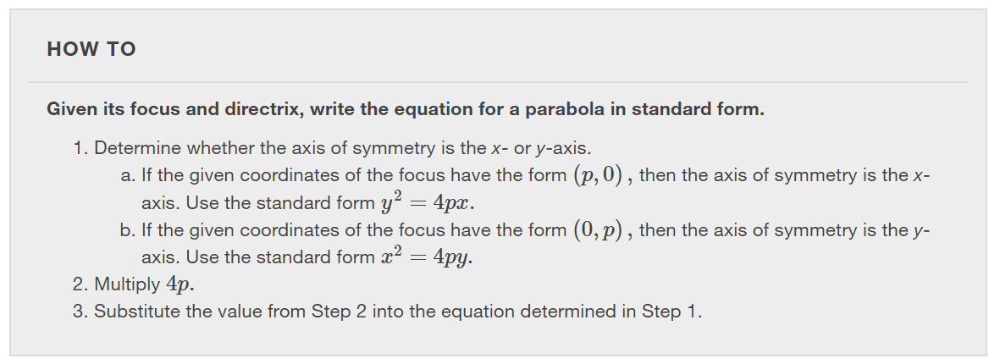 HOW TO
Given its focus and directrix, write the equation for a parabola in standard form.
1. Determine whether the axis of symmetry is the x- or y-axis.
a. If the given coordinates of the focus have the form (p, 0), then the axis of symmetry is the x-
axis. Use the standard form y² = 4px.
b. If the given coordinates of the focus have the form (0, p), then the axis of symmetry is the y-
axis. Use the standard form x² = 4py.
2. Multiply 4p.
3. Substitute the value from Step 2 into the equation determined in Step 1.